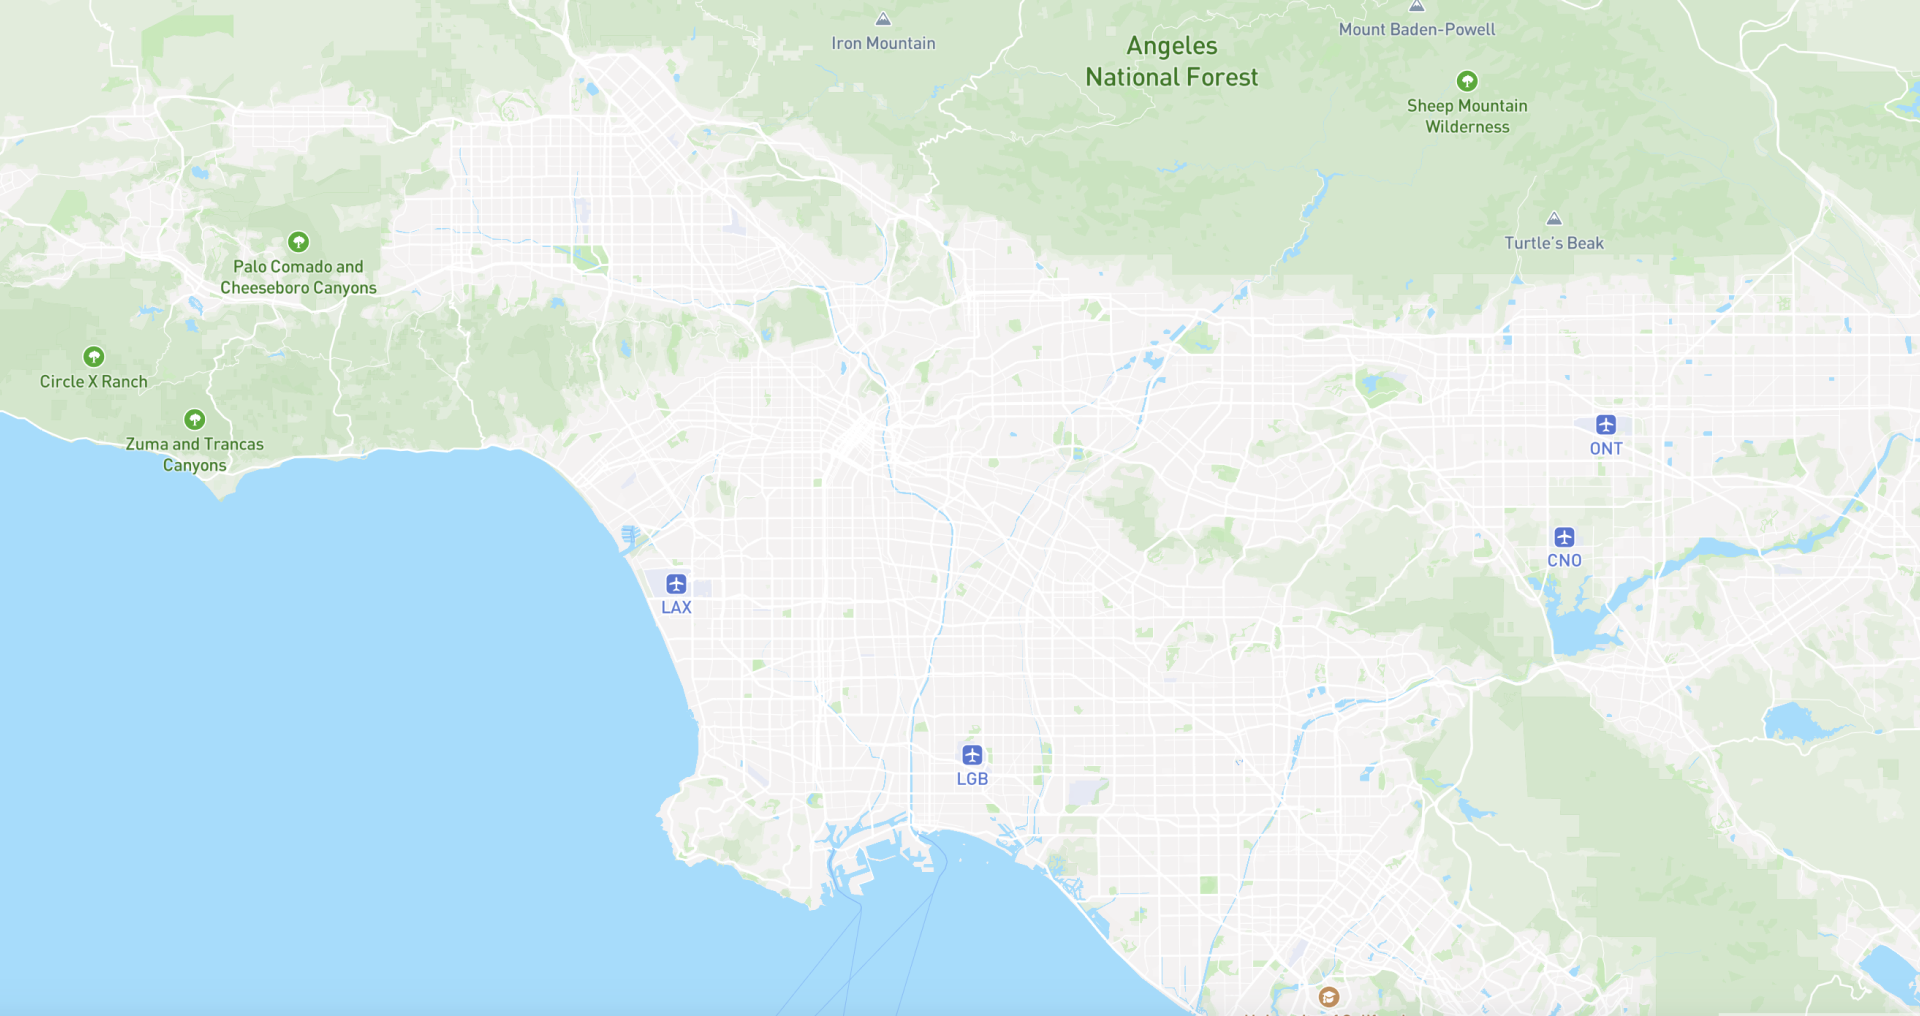 Iron Mountain
Mount Baden-Powell
Angeles
National Forest
Sheep Mountain
Wilderness
Turtle's Beak
Palo Comado and
Cheeseboro Canyons
Circle X Ranch
Zuma and Trancas
Canyons
ONT
CNO
LAX
LGB